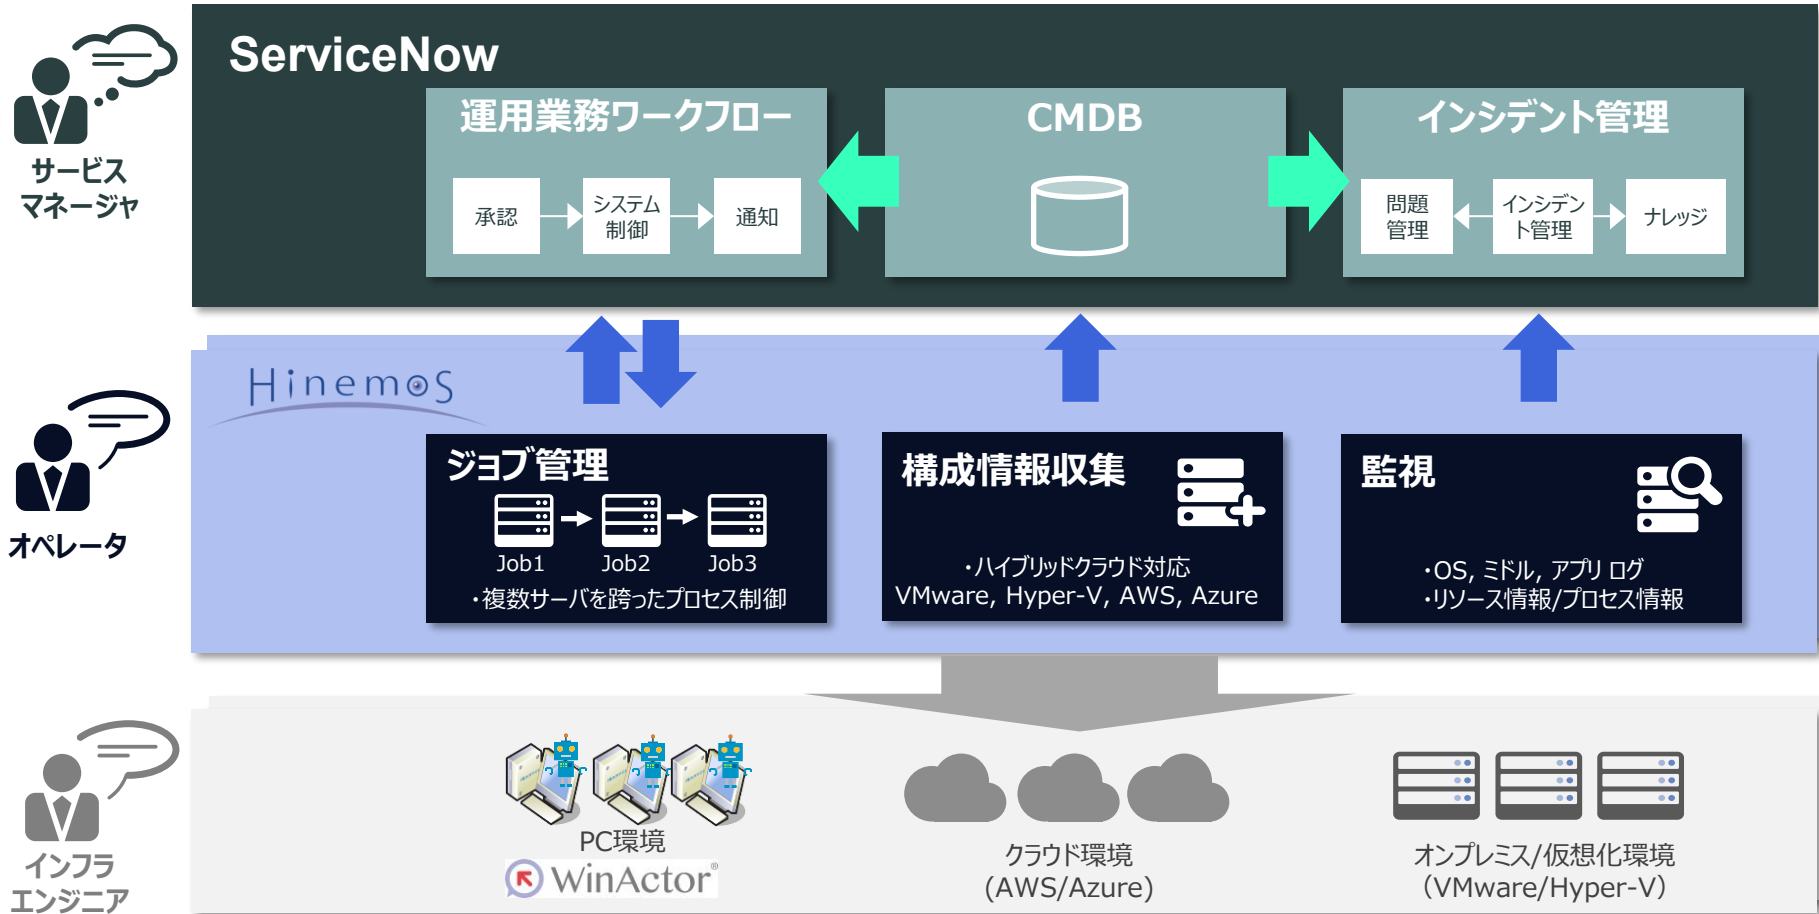 ServiceNow
サービス
マネージャ
運用業務ワークフロー
承認
システム
制御
通知
CMDB
インシデント管理
問題
管理
インシデン
ト管理
ナレッジ
Hinemos
オペレータ
ジョブ管理
Job1
Job2
Job3
・複数サーバを跨ったプロセス制御
構成情報収集
・ハイブリッドクラウド対応
VMware, Hyper-V, AWS, Azure
監視
・OS, ミドル, アプリ ログ
・リソース情報/プロセス情報
インフラ
エンジニア
PC環境
WinActor®
クラウド環境
(AWS/Azure)
オンプレミス/仮想化環境
（VMware/Hyper-V）